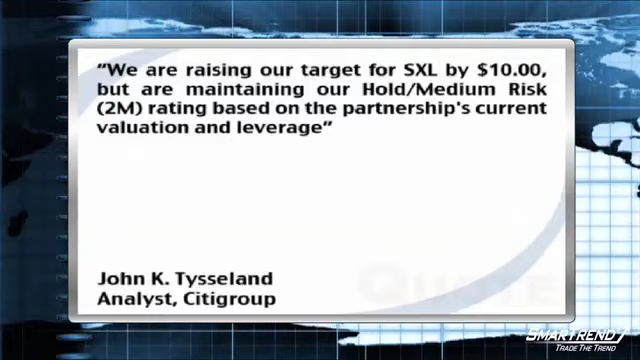 “We are raising our target for SXL by $10.00,
but are maintaining our Hold/Medium Risk
(2M) rating based on the partnership's current
valuation and leverage”
John K. Tysseland
Analyst, Citigroup
QUOTE
SMARTREND
TRADE THE TREND